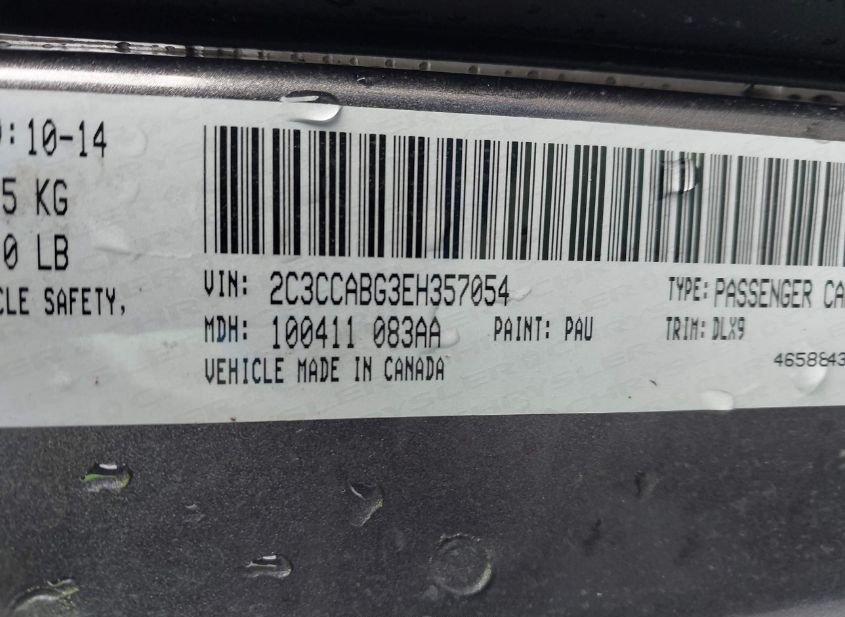 : 10-14
5 KG
0 LB
CLE SAFETY,
VIN: 2C3CCABG3EH357054 TYPE: PASSENGER CA
MDH: 100411 083AA PAINT: PAU TRIM: DLX9
VEHICLE MADE IN CANADA 4658843